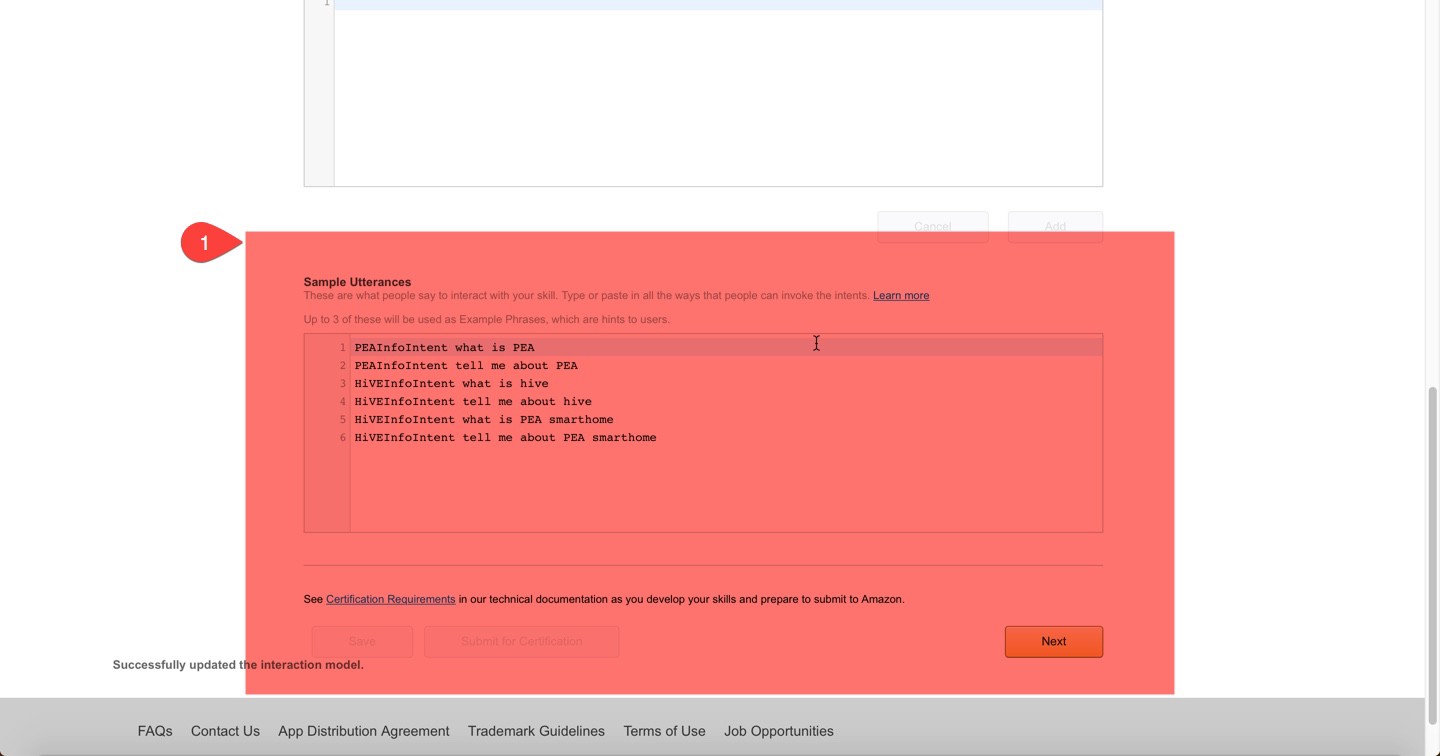 1
Cancel Add
1
Sample Utterances
These are what people say to interact with your skill. Type or paste in all the ways that people can invoke the intents. Learn more
Up to 3 of these will be used as Example Phrases, which are hints to users.
1 PEAInfoIntent what is PEA
2 PEAInfoIntent tell me about PEA
3 HiVEInfoIntent what is hive
4 HiVEInfoIntent tell me about hive
5 HiVEInfoIntent what is PEA smarthome
6 HiVEInfoIntent tell me about PEA smarthome
See Certification Requirements in our technical documentation as you develop your skills and prepare to submit to Amazon.
Save Submit for Certification Next
Successfully updated the interaction model.
FAQs Contact Us App Distribution Agreement Trademark Guidelines Terms of Use Job Opportunities